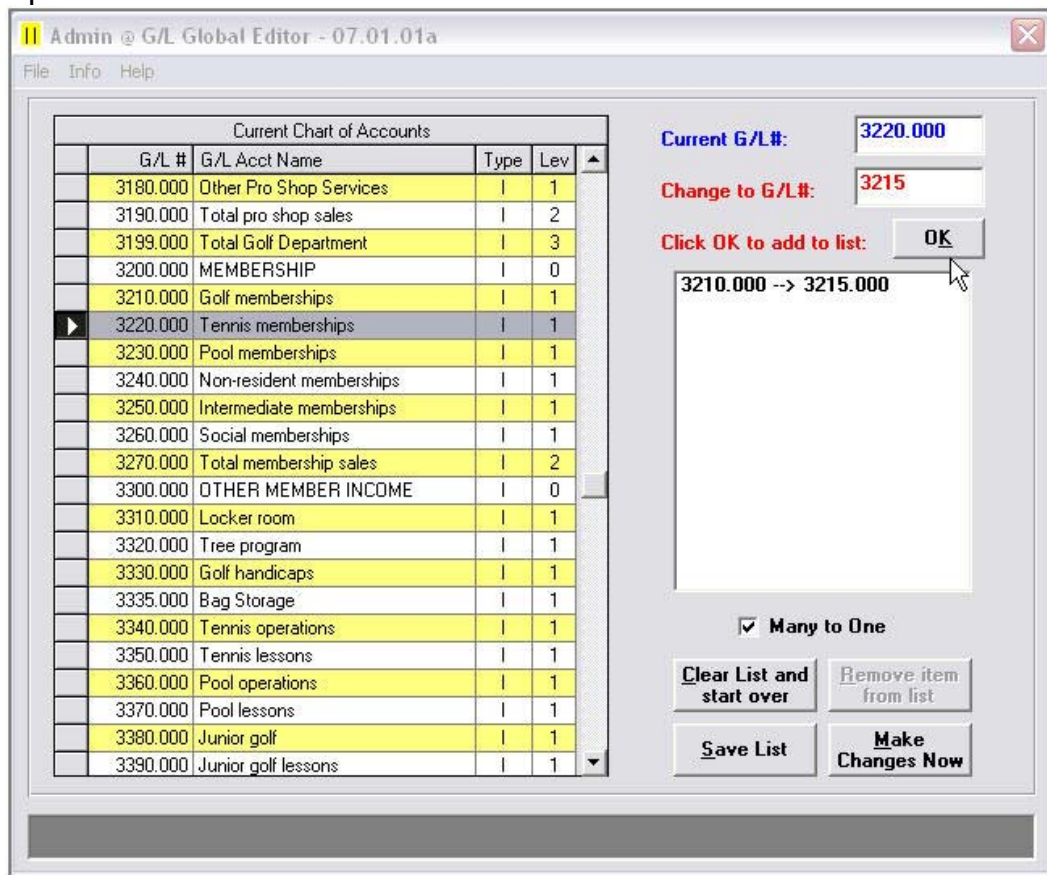 Admin @ G/L Global Editor - 07.01.01a
File Info Help
Current Chart of Accounts
G/L # G/L Acct Name Type Lev
3180.000 Other Pro Shop Services I 1
3190.000 Total pro shop sales I 2
3199.000 Total Golf Department I 3
3200.000 MEMBERSHIP I 0
3210.000 Golf memberships I 1
3220.000 Tennis memberships I 1
3230.000 Pool memberships I 1
3240.000 Non-resident memberships I 1
3250.000 Intermediate memberships I 1
3260.000 Social memberships I 1
3270.000 Total membership sales I 2
3300.000 OTHER MEMBER INCOME I 0
3310.000 Locker room I 1
3320.000 Tree program I 1
3330.000 Golf handicaps I 1
3335.000 Bag Storage I 1
3340.000 Tennis operations I 1
3350.000 Tennis lessons I 1
3360.000 Pool operations I 1
3370.000 Pool lessons I 1
3380.000 Junior golf I 1
3390.000 Junior golf lessons I 1
Current G/L#: 3220.000
Change to G/L#: 3215
Click OK to add to list: OK
3210.000 --> 3215.000
Many to One
Clear List and start over
Remove item from list
Save List
Make Changes Now